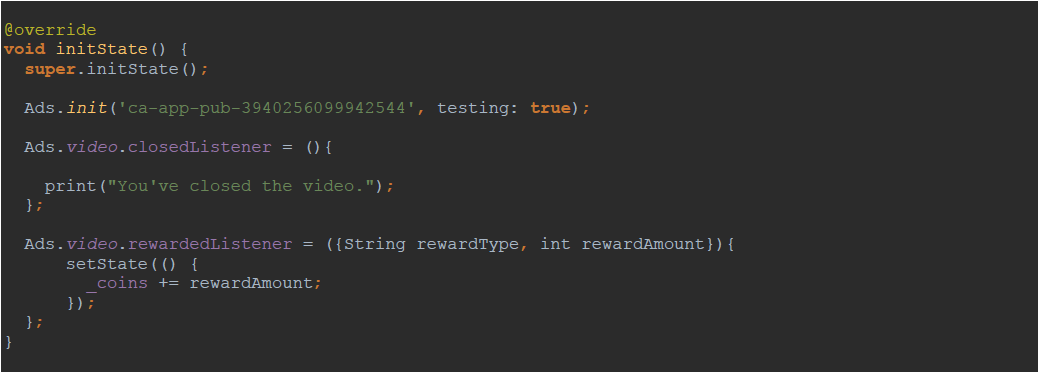 @override
void initState() {
  super.initState();
  Ads.init('ca-app-pub-3940256099942544', testing: true);
  Ads.video.closedListener = (){
    print("You've closed the video.");
  };
  Ads.video.rewardedListener = ({String rewardType, int rewardAmount}){
      setState(() {
        _coins += rewardAmount;
      });
  };
}